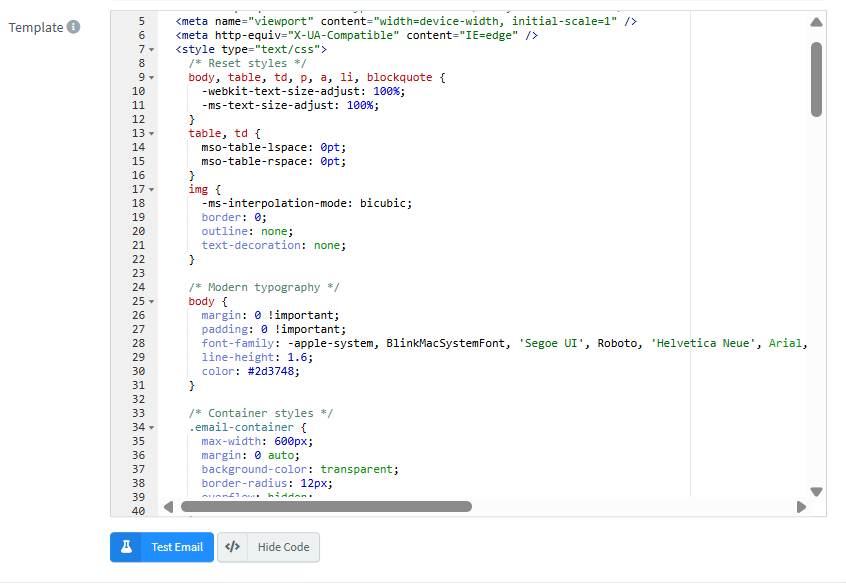 Template
5 <meta name="viewport" content="width=device-width, initial-scale=1" />
6 <meta http-equiv="X-UA-Compatible" content="IE=edge" />
7 <style type="text/css">
8 /* Reset styles */
9 body, table, td, p, a, li, blockquote {
10 -webkit-text-size-adjust: 100%;
11 -ms-text-size-adjust: 100%;
12 }
13 table, td {
14 mso-table-lspace: 0pt;
15 mso-table-rspace: 0pt;
16 }
17 img {
18 -ms-interpolation-mode: bicubic;
19 border: 0;
20 outline: none;
21 text-decoration: none;
22 }
23
24 /* Modern typography */
25 body {
26 margin: 0 !important;
27 padding: 0 !important;
28 font-family: -apple-system, BlinkMacSystemFont, 'Segoe UI', Roboto, 'Helvetica Neue', Arial,
29 line-height: 1.6;
30 color: #2d3748;
31 }
32
33 /* Container styles */
34 .email-container {
35 max-width: 600px;
36 margin: 0 auto;
37 background-color: transparent;
38 border-radius: 12px;
39 overflow: hidden;
40
Test Email
</> Hide Code